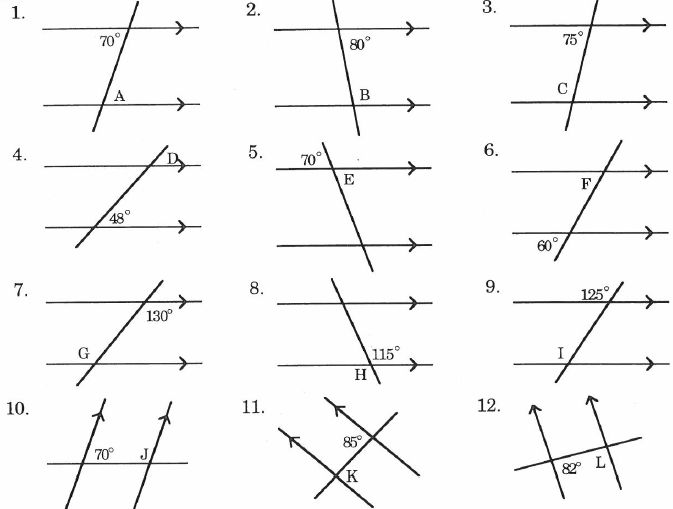 1. 70° A
2. 80° B
3. 75° C
4. D 48°
5. 70° E
6. F 60°
7. 130° G
8. 115° H
9. 125° I
10. 70° J
11. 85° K
12. 82° L